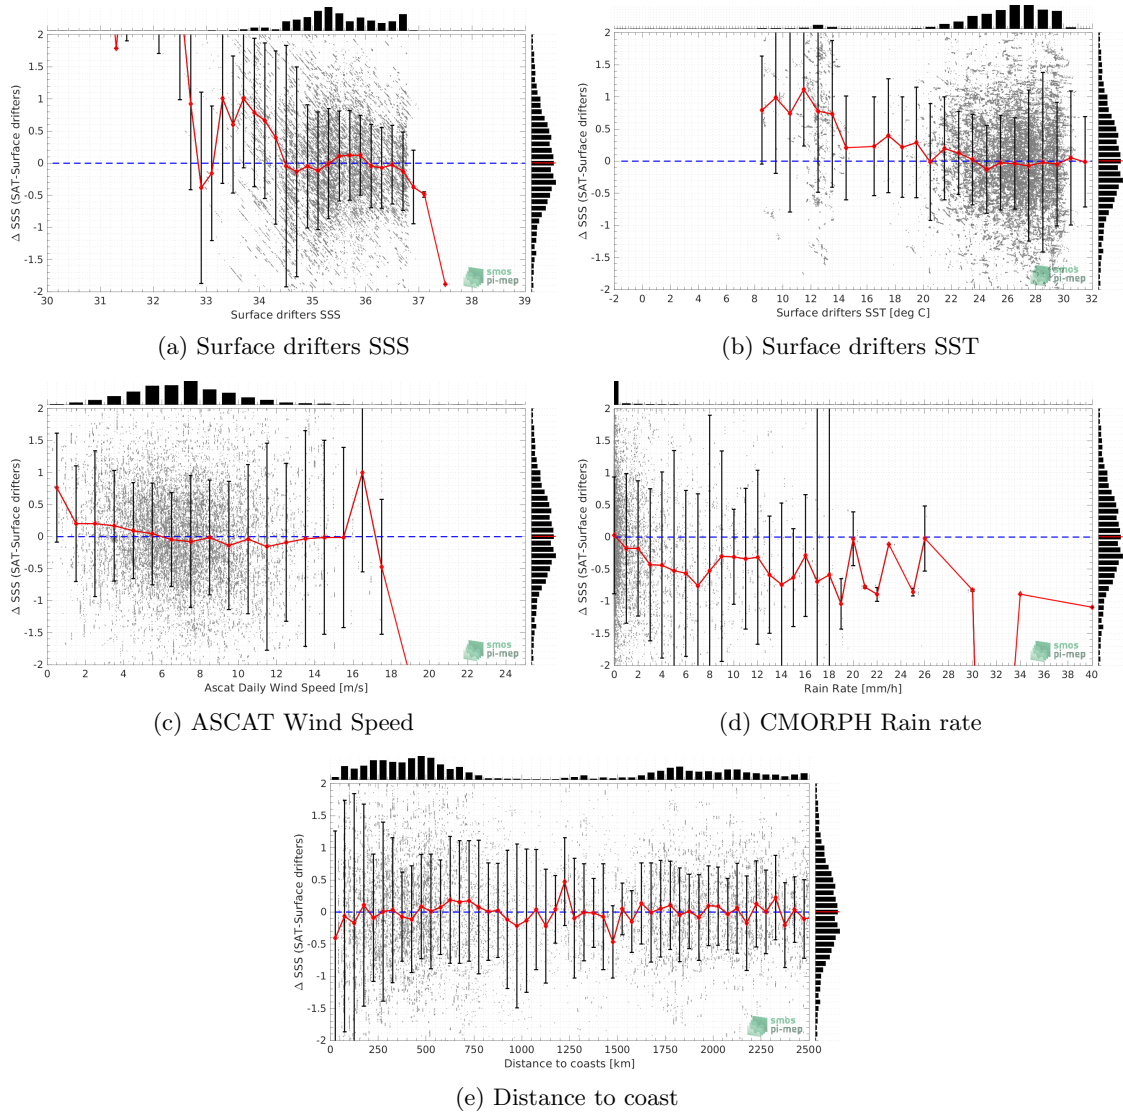 2
1.5
1
0.5
0
-0.5
-1
-1.5
-2
Δ SSS (SAT-Surface drifters)
30 31 32 33 34 35 36 37 38 39
Surface drifters SSS
smos
pi-mep
(a) Surface drifters SSS
2
1.5
1
0.5
0
-0.5
-1
-1.5
-2
Δ SSS (SAT-Surface drifters)
-2 0 2 4 6 8 10 12 14 16 18 20 22 24 26 28 30 32
Surface drifters SST [deg C]
smos
pi-mep
(b) Surface drifters SST
2
1.5
1
0.5
0
-0.5
-1
-1.5
-2
Δ SSS (SAT-Surface drifters)
0 2 4 6 8 10 12 14 16 18 20 22 24
Ascat Daily Wind Speed [m/s]
smos
pi-mep
(c) ASCAT Wind Speed
2
1.5
1
0.5
0
-0.5
-1
-1.5
-2
Δ SSS (SAT-Surface drifters)
0 2 4 6 8 10 12 14 16 18 20 22 24 26 28 30 32 34 36 38 40
Rain Rate [mm/h]
smos
pi-mep
(d) CMORPH Rain rate
2
1.5
1
0.5
0
-0.5
-1
-1.5
-2
Δ SSS (SAT-Surface drifters)
0 250 500 750 1000 1250 1500 1750 2000 2250 2500
Distance to coasts [km]
smos
pi-mep
(e) Distance to coast